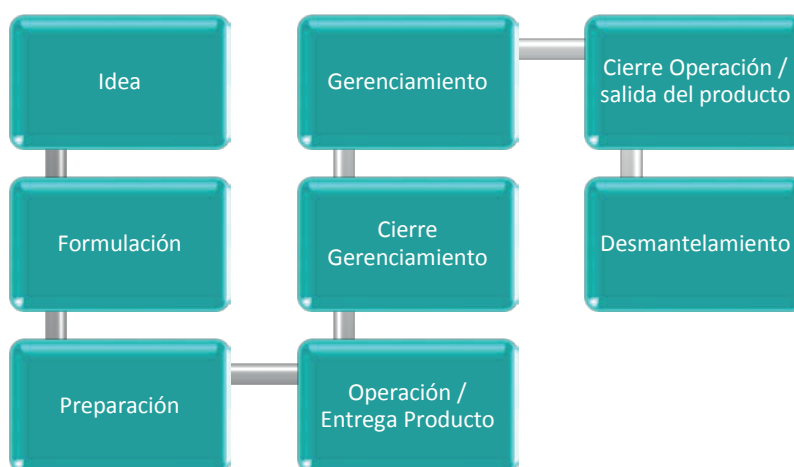 Idea
Formulación
Preparación
Operación /
Entrega Producto
Cierre
Gerenciamiento
Gerenciamiento
Cierre Operación /
salida del producto
Desmantelamiento